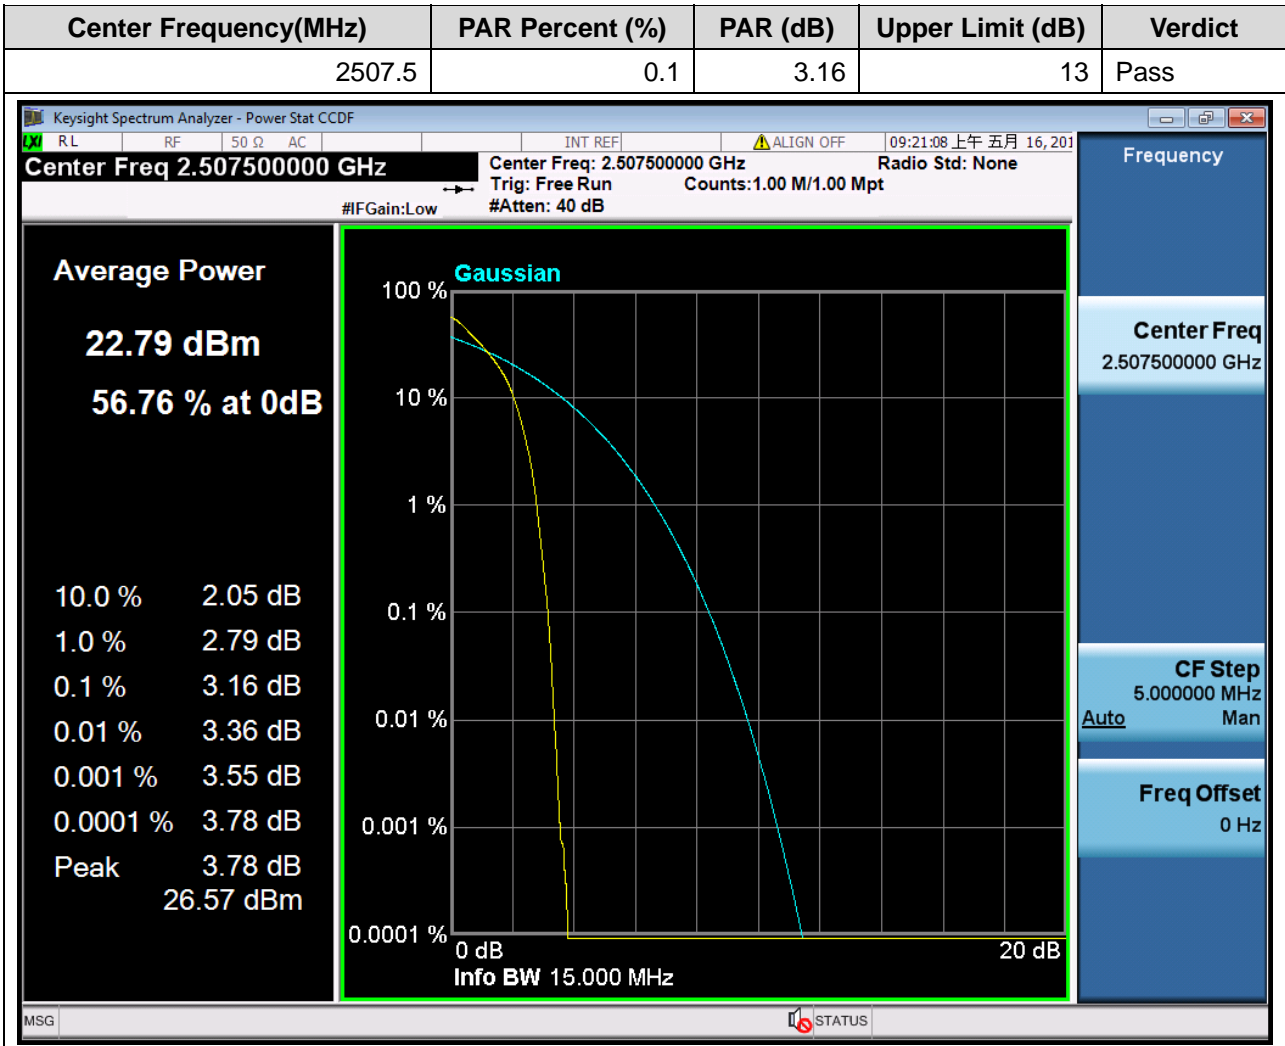 Center Frequency(MHz) PAR Percent (%) PAR (dB) Upper Limit (dB) Verdict
2507.5 0.1 3.16 13 Pass
Keysight Spectrum Analyzer - Power Stat CCDF
LXI RL RF 50 Ω AC INT REF ALIGN OFF 09:21:08 上午 五月 16, 201
Center Freq 2.507500000 GHz
Center Freq: 2.507500000 GHz Radio Std: None
Trig: Free Run Counts:1.00 M/1.00 Mpt
#IFGain:Low #Atten: 40 dB
Frequency
Average Power
22.79 dBm
56.76 % at 0dB
10.0 % 2.05 dB
1.0 % 2.79 dB
0.1 % 3.16 dB
0.01 % 3.36 dB
0.001 % 3.55 dB
0.0001 % 3.78 dB
Peak 3.78 dB
26.57 dBm
Gaussian
100 %
10 %
1 %
0.1 %
0.01 %
0.001 %
0.0001 %
0 dB 20 dB
Info BW 15.000 MHz
Center Freq
2.507500000 GHz
CF Step
5.000000 MHz
Auto Man
Freq Offset
0 Hz
MSG STATUS